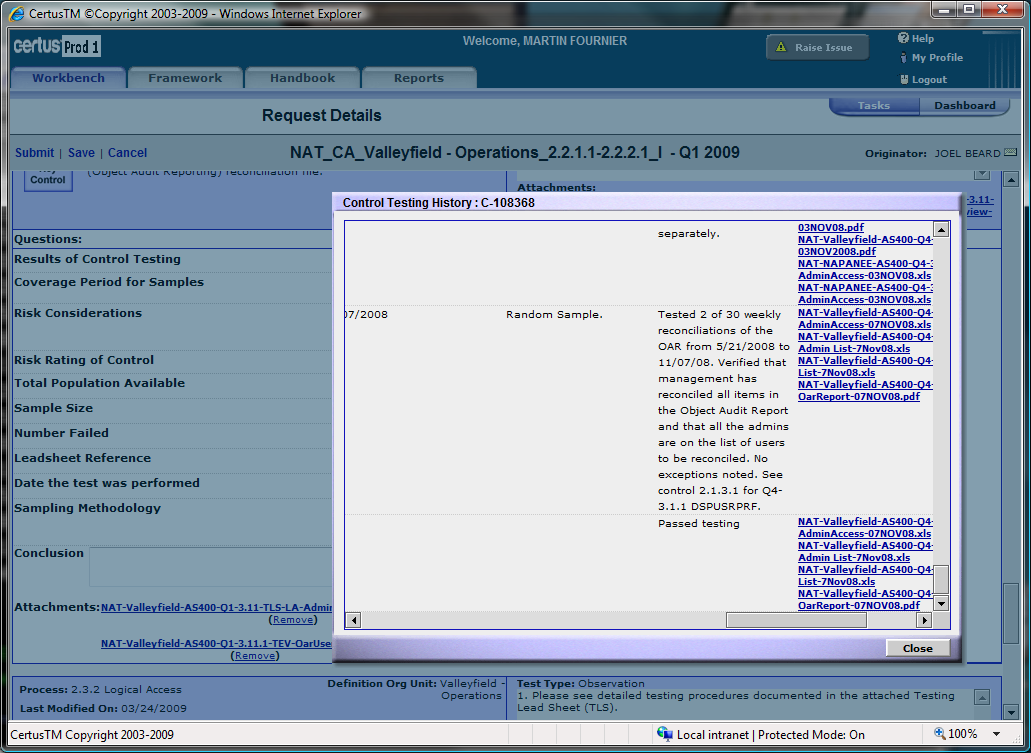 CertusTM ©Copyright 2003-2009 - Windows Internet Explorer
certus Prod 1
Welcome, MARTIN FOURNIER
Raise Issue
Help
My Profile
Logout
Workbench Framework Handbook Reports
Tasks Dashboard
Request Details
Submit | Save | Cancel
NAT_CA_Valleyfield - Operations_2.2.1.1-2.2.2.1_I - Q1 2009
Originator: JOEL BEARD
Control
(Object Audit Reporting) reconciliation file.
Attachments:
-3.11-
view-
Questions:
Results of Control Testing
Coverage Period for Samples
Risk Considerations
Risk Rating of Control
Total Population Available
Sample Size
Number Failed
Leadsheet Reference
Date the test was performed
Sampling Methodology
Conclusion
Attachments: NAT-Valleyfield-AS400-Q1-3.11-TLS-LA-Admin
(Remove)
NAT-Valleyfield-AS400-Q1-3.11.1-TEV-OarUse
(Remove)
Control Testing History : C-108368
separately.
03NOV08.pdf
NAT-Valleyfield-AS400-Q4-
03NOV2008.pdf
NAT-NAPANEE-AS400-Q4-3
AdminAccess-03NOV08.xls
NAT-NAPANEE-AS400-Q4-3
AdminAccess-03NOV08.xls
07/2008
Random Sample.
Tested 2 of 30 weekly
reconciliations of the
OAR from 5/21/2008 to
11/07/08. Verified that
management has
reconciled all items in
the Object Audit Report
and that all the admins
are on the list of users
to be reconciled. No
exceptions noted. See
control 2.1.3.1 for Q4-
3.1.1 DSPUSRPRF.
NAT-Valleyfield-AS400-Q4-
AdminAccess-07NOV08.xls
NAT-Valleyfield-AS400-Q4-
Admin List-7Nov08.xls
NAT-Valleyfield-AS400-Q4-
List-7Nov08.xls
NAT-Valleyfield-AS400-Q4-
OarReport-07NOV08.pdf
Passed testing
NAT-Valleyfield-AS400-Q4-
AdminAccess-07NOV08.xls
NAT-Valleyfield-AS400-Q4-
Admin List-7Nov08.xls
NAT-Valleyfield-AS400-Q4-
List-7Nov08.xls
NAT-Valleyfield-AS400-Q4-
OarReport-07NOV08.pdf
Close
Process: 2.3.2 Logical Access
Last Modified On: 03/24/2009
Definition Org Unit: Valleyfield -
Operations
Test Type: Observation
1. Please see detailed testing procedures documented in the attached Testing
Lead Sheet (TLS).
CertusTM Copyright 2003-2009
Local intranet | Protected Mode: On
100%